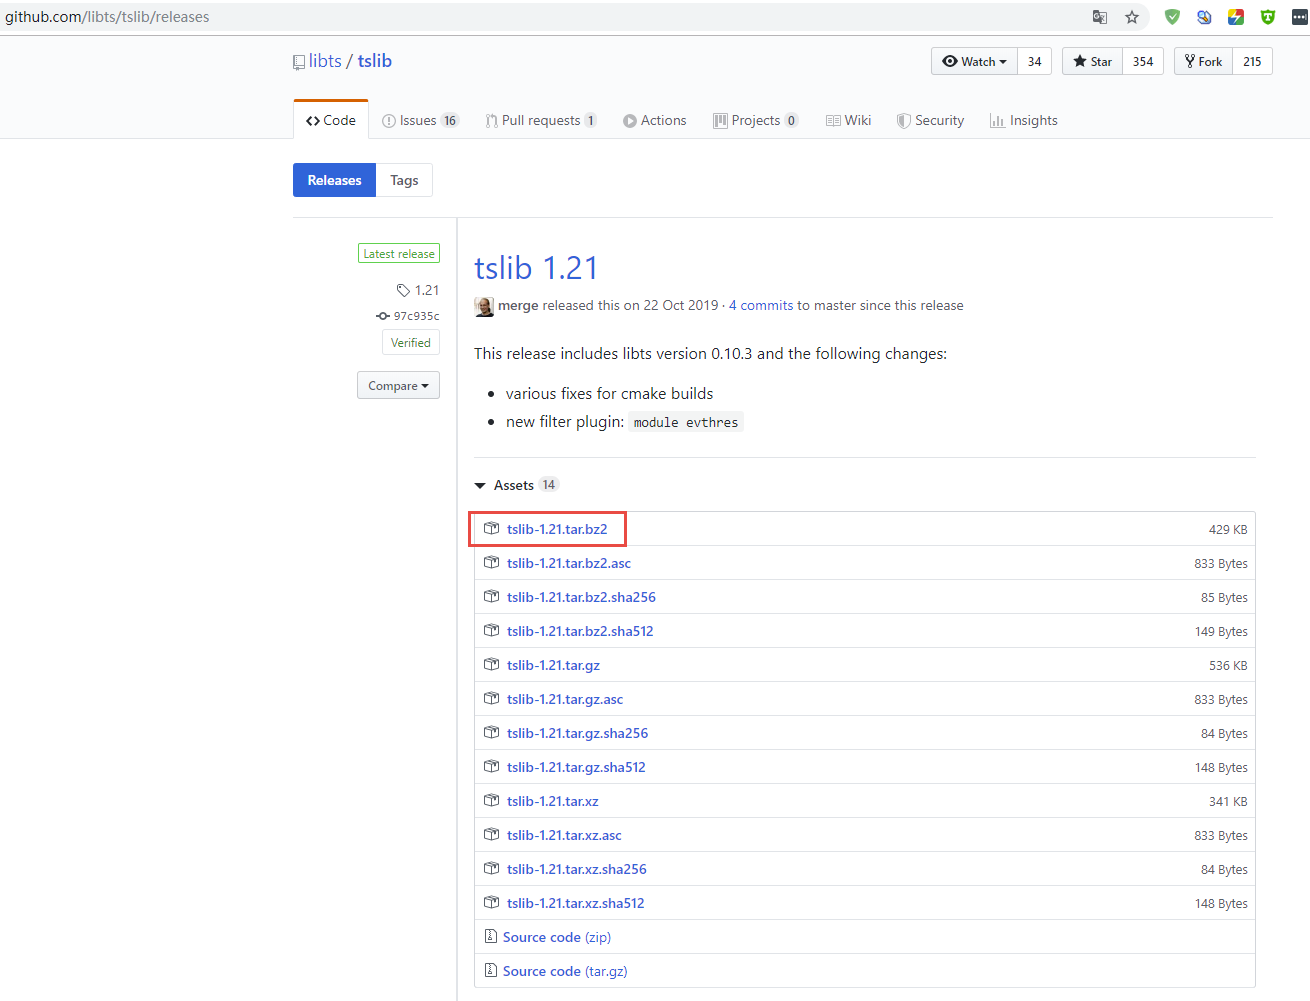 github.com/libts/tslib/releases
libts / tslib
Watch 34 Star 354 Fork 215
Code Issues 16 Pull requests 1 Actions Projects 0 Wiki Security Insights
Releases Tags
Latest release
1.21
97c935c
Verified
Compare
tslib 1.21
merge released this on 22 Oct 2019 · 4 commits to master since this release
This release includes libts version 0.10.3 and the following changes:
• various fixes for cmake builds
• new filter plugin: module evthres
Assets 14
tslib-1.21.tar.bz2 429 KB
tslib-1.21.tar.bz2.asc 833 Bytes
tslib-1.21.tar.bz2.sha256 85 Bytes
tslib-1.21.tar.bz2.sha512 149 Bytes
tslib-1.21.tar.gz 536 KB
tslib-1.21.tar.gz.asc 833 Bytes
tslib-1.21.tar.gz.sha256 84 Bytes
tslib-1.21.tar.gz.sha512 148 Bytes
tslib-1.21.tar.xz 341 KB
tslib-1.21.tar.xz.asc 833 Bytes
tslib-1.21.tar.xz.sha256 84 Bytes
tslib-1.21.tar.xz.sha512 148 Bytes
Source code (zip)
Source code (tar.gz)